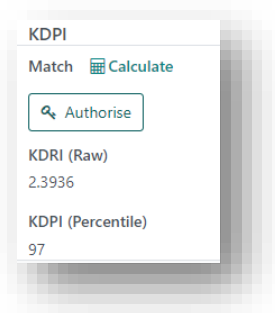 KDPI
Match Calculate
Authorise
KDRI (Raw)
2.3936
KDPI (Percentile)
97